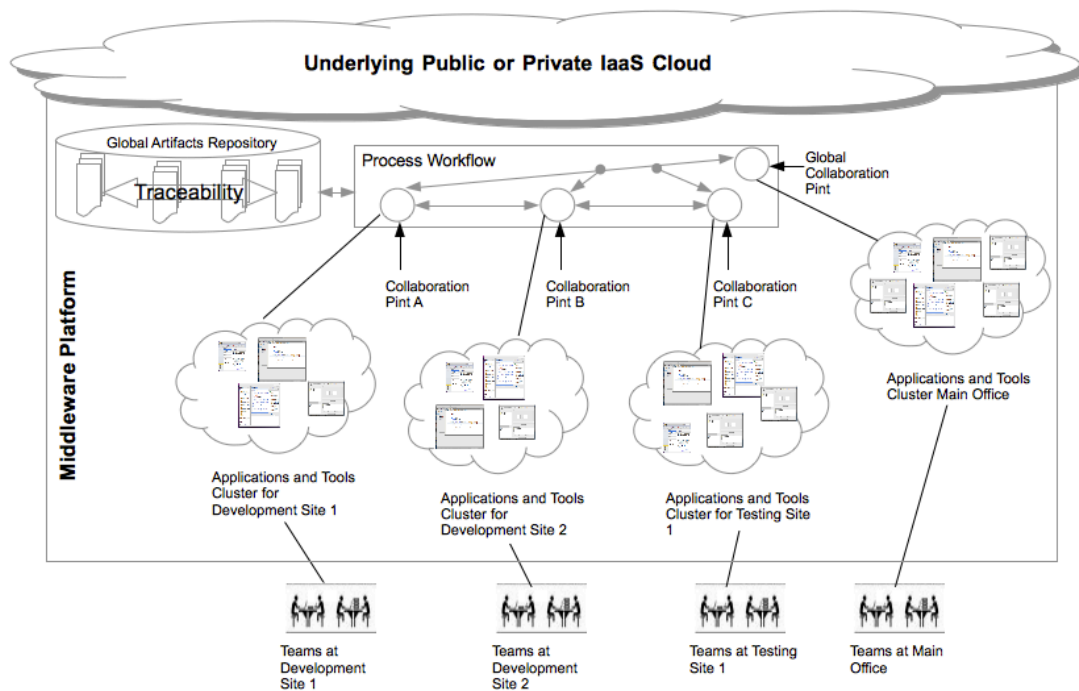 Underlying Public or Private IaaS Cloud
Global Artifacts Repository
Traceability
Process Workflow
Global
Collaboration
Pint
Collaboration
Pint A
Collaboration
Pint B
Collaboration
Pint C
Middleware Platform
Applications and Tools
Cluster Main Office
Applications and Tools
Cluster for
Development Site 1
Applications and Tools
Cluster for
Development Site 2
Applications and Tools
Cluster for Testing Site
1
Teams at
Development
Site 1
Teams at
Development
Site 2
Teams at Testing
Site 1
Teams at Main
Office